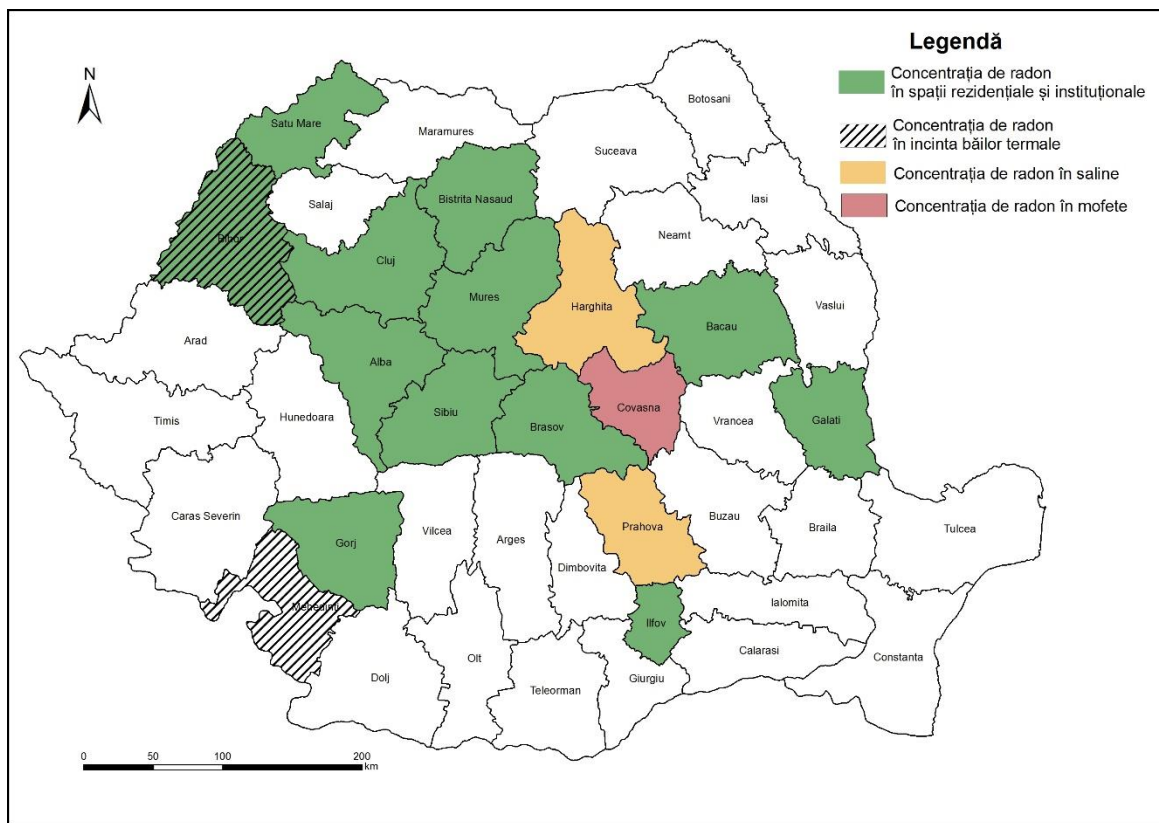 Legendă
Concentrația de radon
în spații rezidențiale și instituționale
Concentrația de radon
în incinta băilor termale
Concentrația de radon în saline
Concentrația de radon în mofete
N
Satu Mare
Maramures
Botosani
Suceava
Salaj
Bistrita Nasaud
Iasi
Neamt
Bihor
Cluj
Mures
Harghita
Vaslui
Bacau
Arad
Alba
Covasna
Timis
Hunedoara
Sibiu
Brasov
Vrancea
Galati
Caras Severin
Gorj
Vilcea
Arges
Dimbovita
Prahova
Buzau
Braila
Tulcea
Mehedinti
Ialomita
Ilfov
Calarasi
Constanta
Dolj
Olt
Teleorman
Giurgiu
0 50 100 200
km